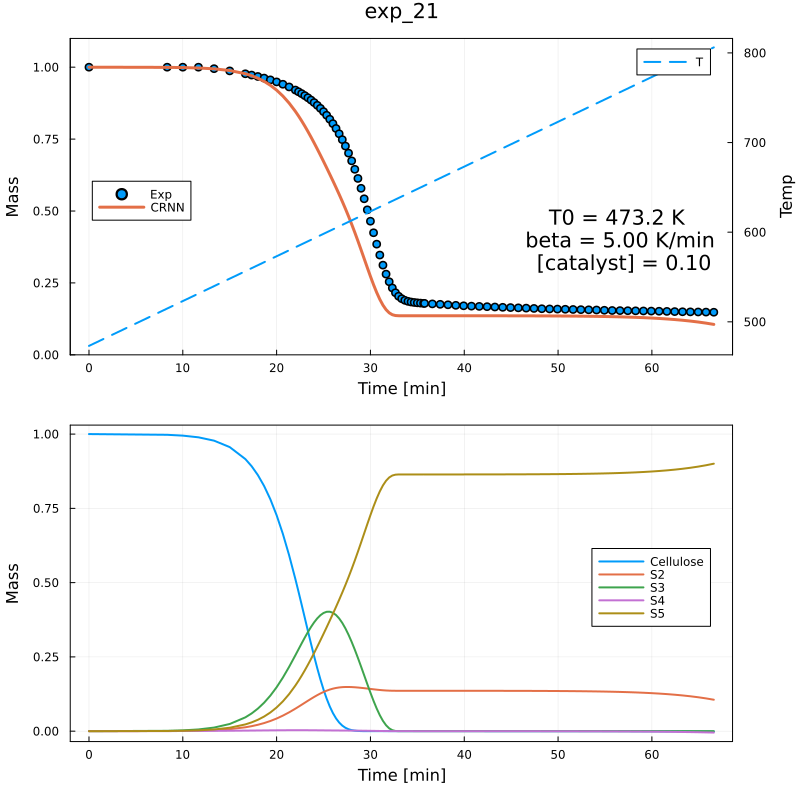 exp_21
1.00
0.75
0.50
0.25
0.00
Mass
0
10
20
30
40
50
60
Time [min]
800
700
600
500
Temp
T
Exp
CRNN
T0 = 473.2 K
beta = 5.00 K/min
[catalyst] = 0.10
1.00
0.75
0.50
0.25
0.00
Mass
0
10
20
30
40
50
60
Time [min]
Cellulose
S2
S3
S4
S5